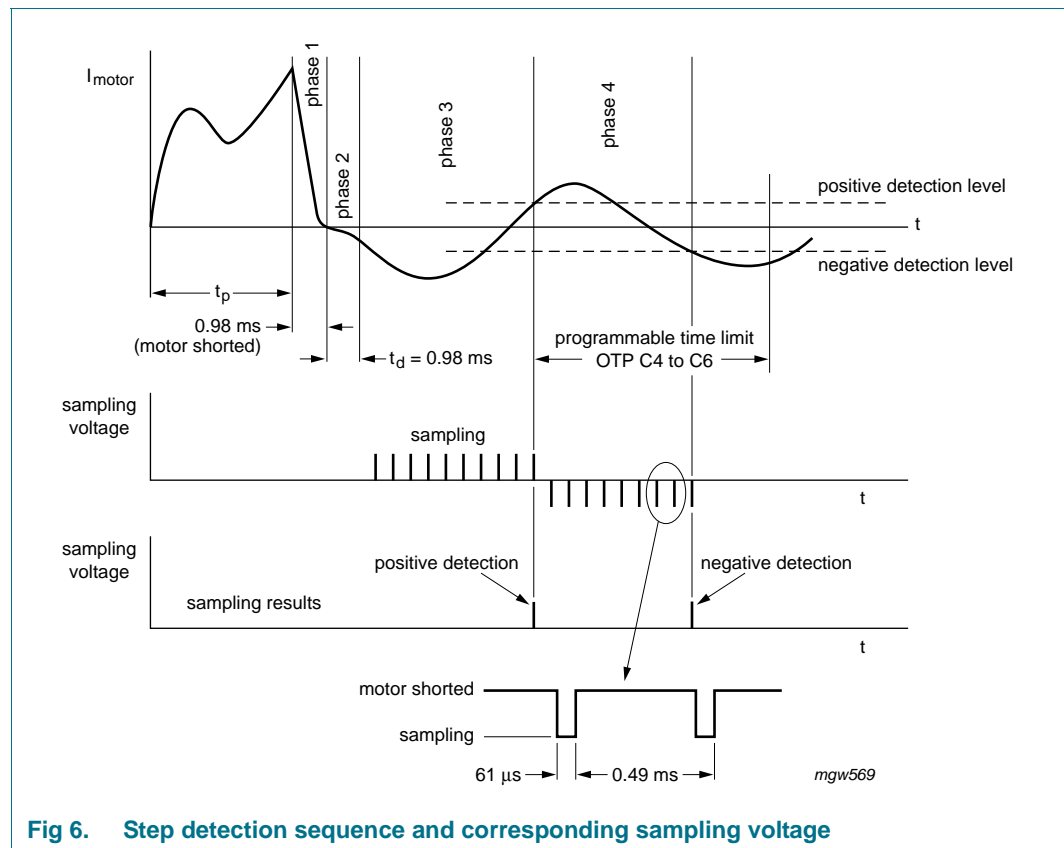 I motor
phase 1
phase 2
phase 3
phase 4
positive detection level
t
negative detection level
tp
0.98 ms
(motor shorted)
td = 0.98 ms
programmable time limit
OTP C4 to C6
sampling
voltage
sampling
t
sampling
voltage
positive detection
negative detection
sampling results
t
motor shorted
sampling
61 μs
0.49 ms
mgw569
Fig 6. Step detection sequence and corresponding sampling voltage